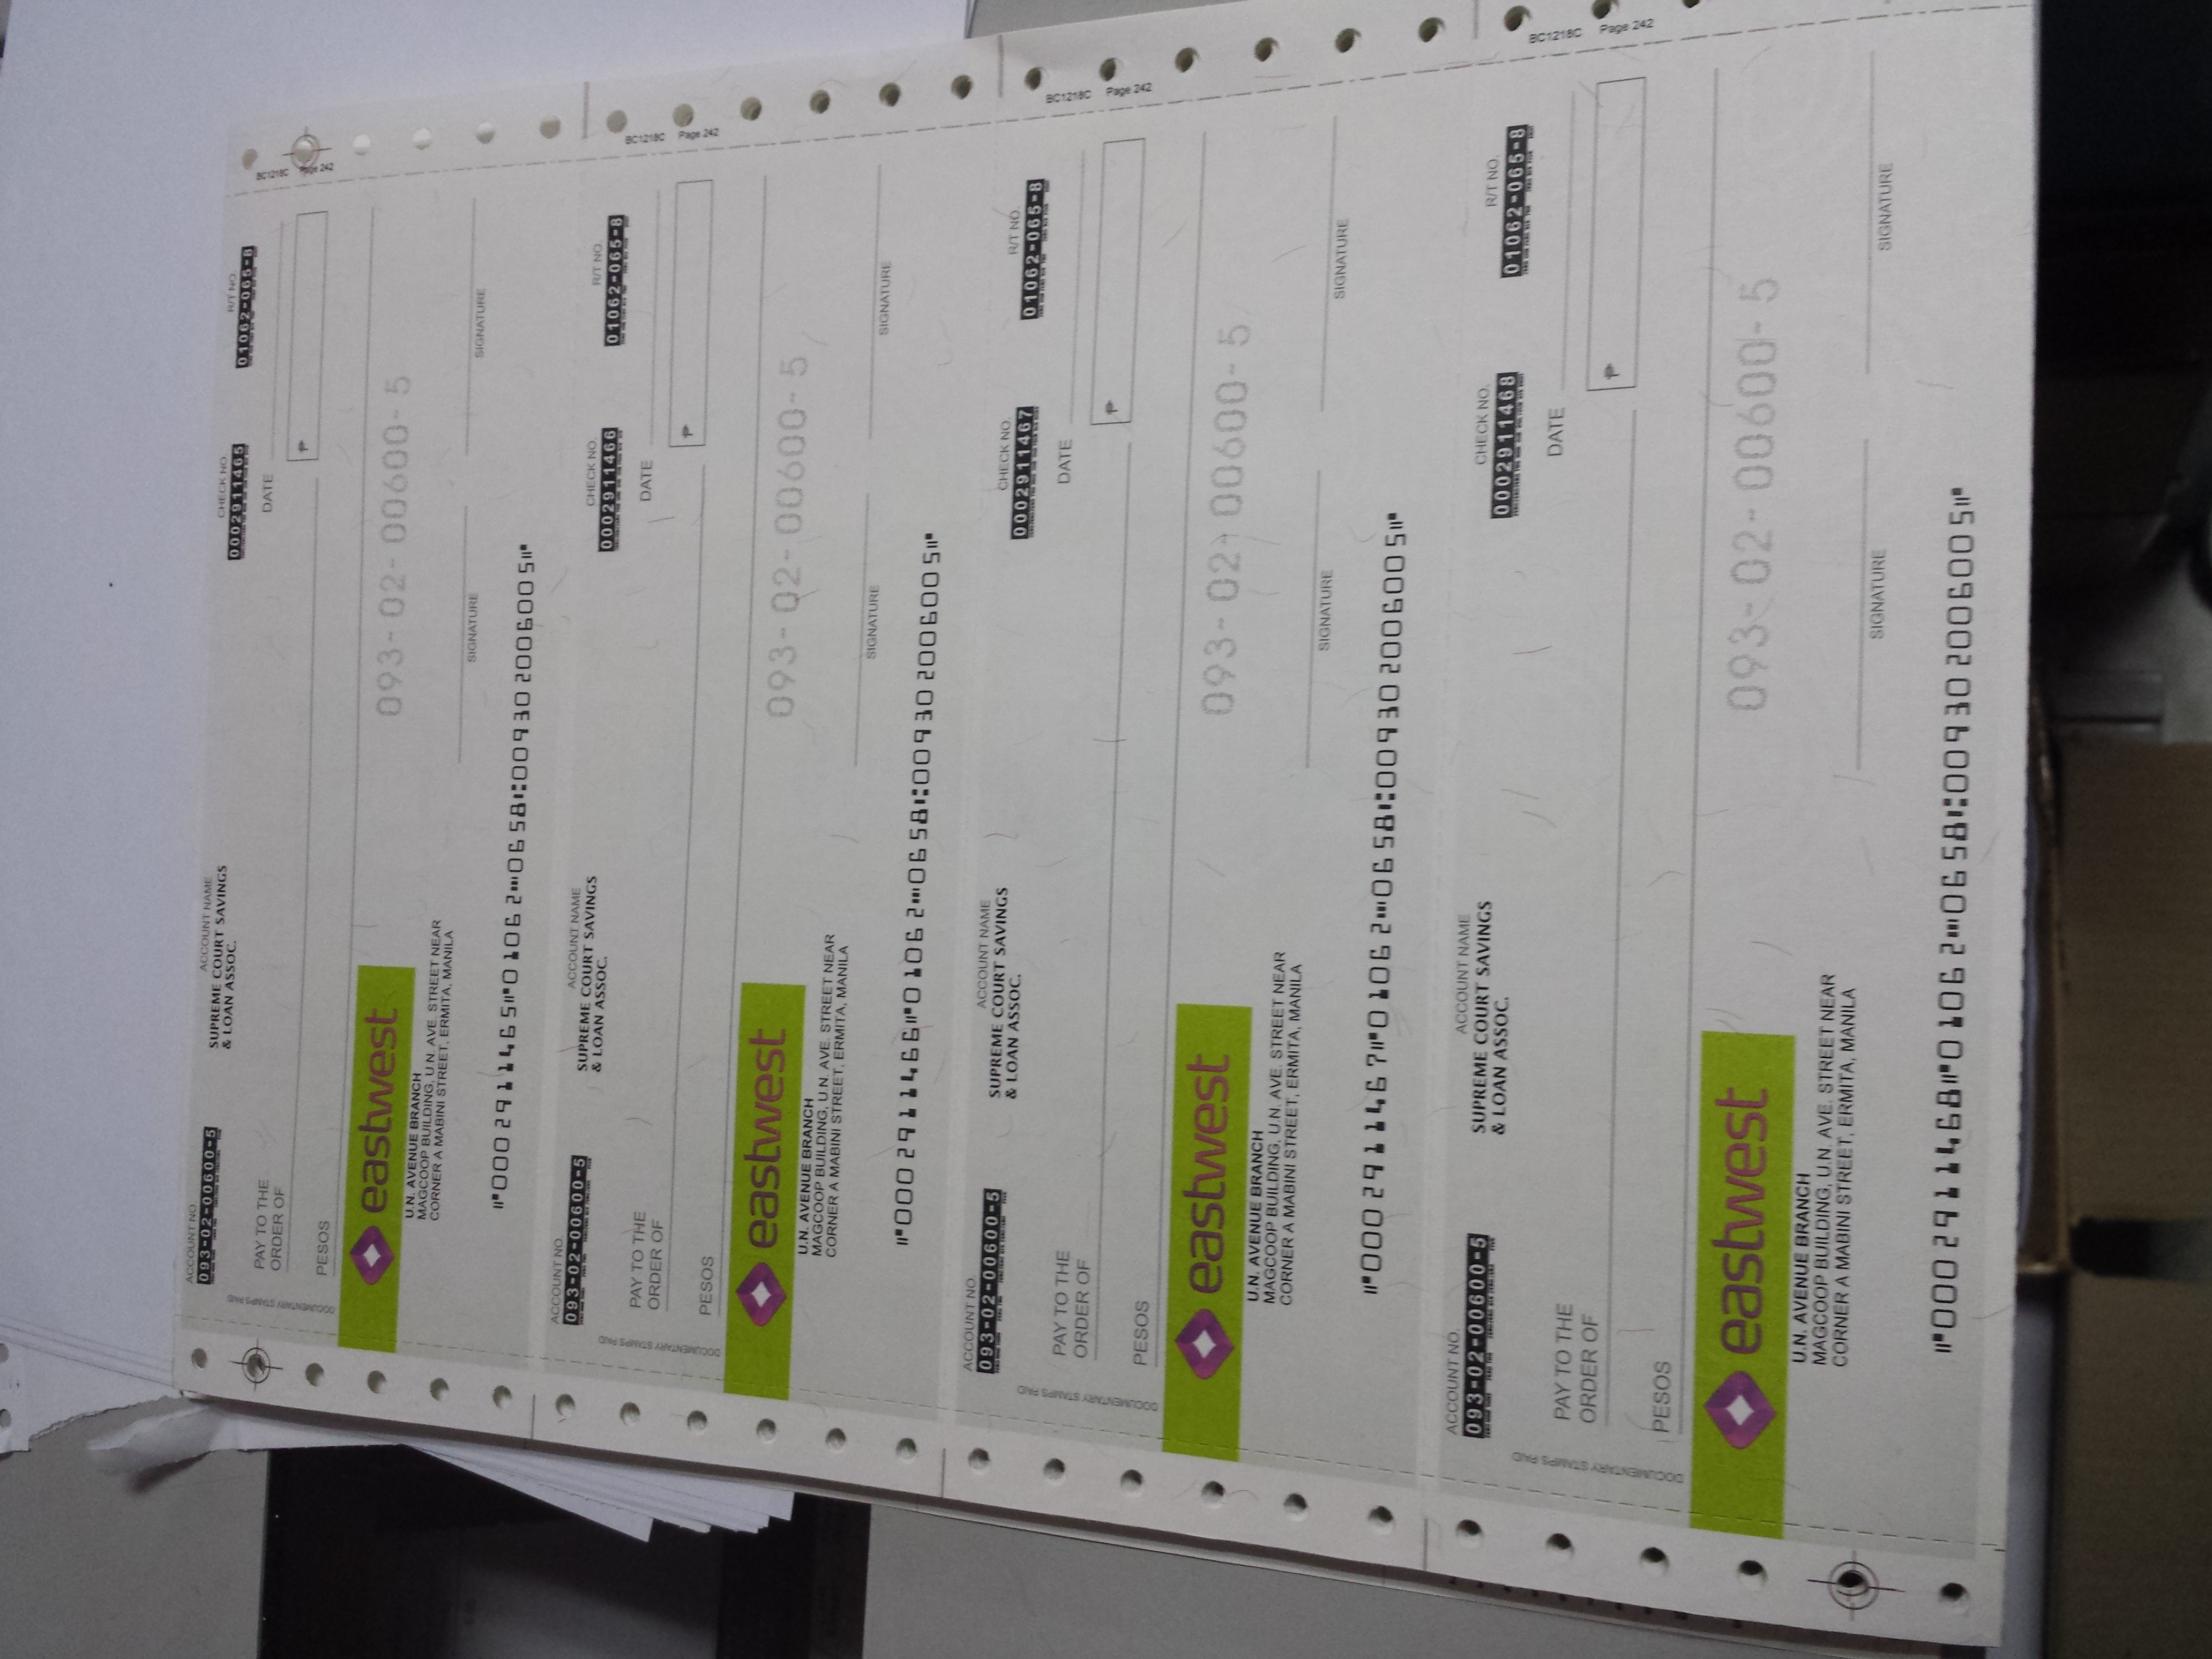 ACCOUNT NO
093-02-00600-5
ACCOUNT NAME
SUPREME COURT SAVINGS
& LOAN ASSOC.
CHECK NO
0002911465
R/T NO.
01062-065-8
DOCUMENTARY STAMPS PAID
PAY TO THE
ORDER OF
DATE
₱
PESOS
BC1218C Page 242
eastwest
093-02-00600-5
U.N. AVENUE BRANCH
MAGCOOP BUILDING, U.N. AVE. STREET NEAR
CORNER A MABINI STREET, ERMITA, MANILA
SIGNATURE
SIGNATURE
⑈0002911465⑈01062⑉0658⑆009302006005⑈
ACCOUNT NO
093-02-00600-5
ACCOUNT NAME
SUPREME COURT SAVINGS
& LOAN ASSOC.
CHECK NO.
0002911466
R/T NO.
01062-065-8
DOCUMENTARY STAMPS PAID
PAY TO THE
ORDER OF
DATE
₱
PESOS
BC1218C Page 242
eastwest
093-02-00600-5
U.N. AVENUE BRANCH
MAGCOOP BUILDING, U.N. AVE. STREET NEAR
CORNER A MABINI STREET, ERMITA, MANILA
SIGNATURE
SIGNATURE
⑈0002911466⑈01062⑉0658⑆009302006005⑈
ACCOUNT NO.
093-02-00600-5
ACCOUNT NAME
SUPREME COURT SAVINGS
& LOAN ASSOC.
CHECK NO.
0002911467
R/T NO.
01062-065-8
DOCUMENTARY STAMPS PAID
PAY TO THE
ORDER OF
DATE
₱
PESOS
BC1218C Page 242
eastwest
093-02-00600-5
U.N. AVENUE BRANCH
MAGCOOP BUILDING, U.N. AVE. STREET NEAR
CORNER A MABINI STREET, ERMITA, MANILA
SIGNATURE
SIGNATURE
⑈0002911467⑈01062⑉0658⑆009302006005⑈
ACCOUNT NO.
093-02-00600-5
ACCOUNT NAME
SUPREME COURT SAVINGS
& LOAN ASSOC.
CHECK NO.
0002911468
R/T NO.
01062-065-8
DOCUMENTARY STAMPS PAID
PAY TO THE
ORDER OF
DATE
₱
PESOS
BC1218C Page 242
eastwest
093-02-00600-5
U.N. AVENUE BRANCH
MAGCOOP BUILDING, U.N. AVE. STREET NEAR
CORNER A MABINI STREET, ERMITA, MANILA
SIGNATURE
SIGNATURE
⑈0002911468⑈01062⑉0658⑆009302006005⑈